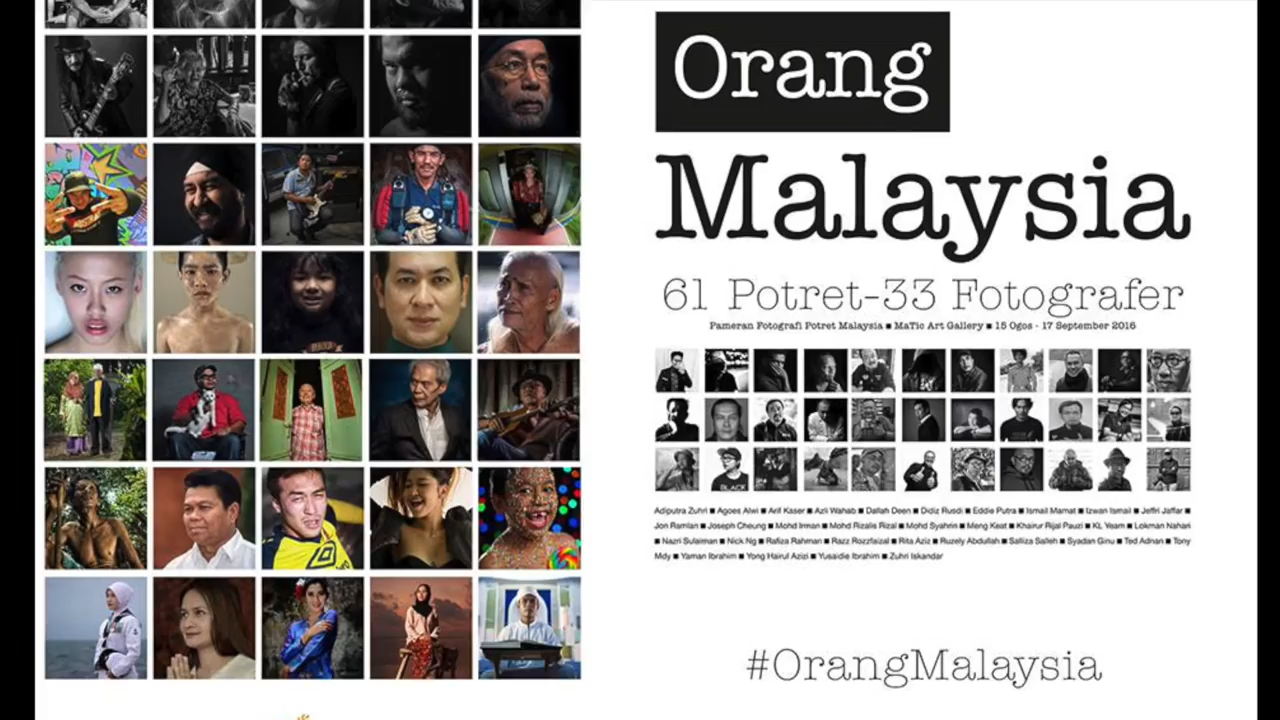 Orang
Malaysia
61 Potret-33 Fotografer
Pameran Fotografi Potret Malaysia ■ MaTic Art Gallery ■ 15 Ogos - 17 September 2016
Adiputra Zuhri ■ Agoes Alwi ■ Arif Kaser ■ Azli Wahab ■ Dallah Deen ■ Didiz Rusdi ■ Eddie Putra ■ Ismail Mamat ■ Izwan Ismail ■ Jeffri Jaffar ■
Jon Ramlan ■ Joseph Cheung ■ Mohd Irman ■ Mohd Rizalis Rizal ■ Mohd Syahrin ■ Meng Keat ■ Khairur Rijal Pauzi ■ KL Yeam ■ Lokman Nahari
■ Nazri Sulaiman ■ Nick Ng ■ Rafiza Rahman ■ Razz Rozzfaizal ■ Rita Aziz ■ Ruzely Abdullah ■ Salliza Salleh ■ Syadan Ginu ■ Ted Adnan ■ Tony
Mdy ■ Yaman Ibrahim ■ Yong Hairul Azizi ■ Yusaidie Ibrahim ■ Zuhri Iskandar
#OrangMalaysia